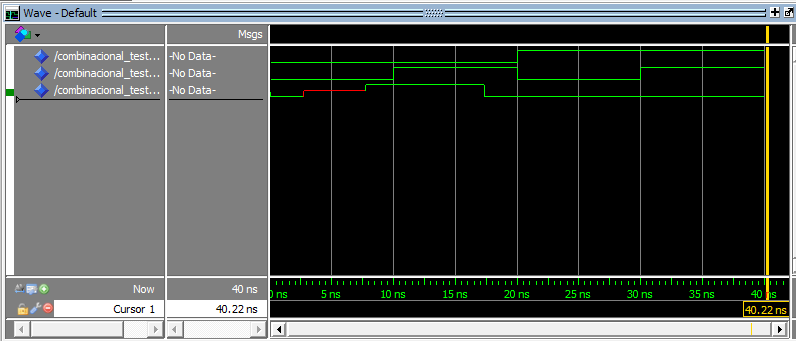 Wave - Default
Msgs
/combinacional_test... -No Data-
/combinacional_test... -No Data-
/combinacional_test... -No Data-
Now 40 ns 0 ns 5 ns 10 ns 15 ns 20 ns 25 ns 30 ns 35 ns 40 ns
Cursor 1 40.22 ns 40.22 ns